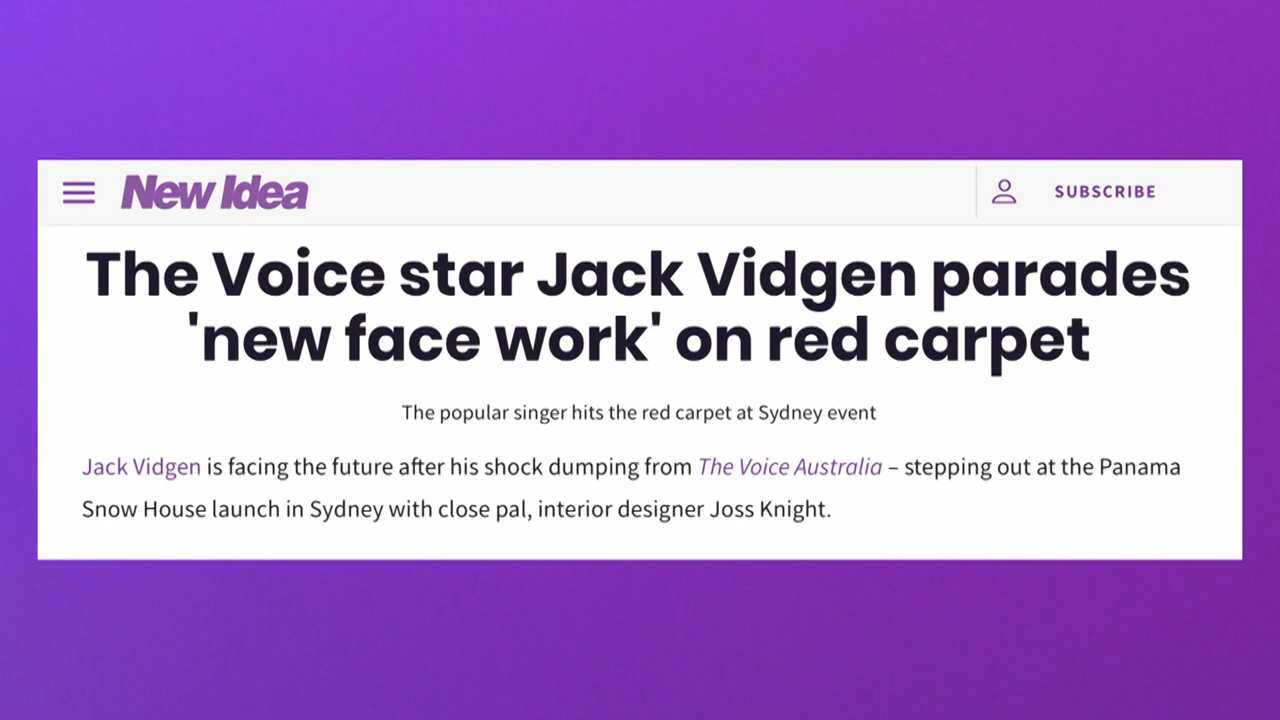 New Idea
SUBSCRIBE
The Voice star Jack Vidgen parades
'new face work' on red carpet
The popular singer hits the red carpet at Sydney event
Jack Vidgen is facing the future after his shock dumping from The Voice Australia – stepping out at the Panama
Snow House launch in Sydney with close pal, interior designer Joss Knight.